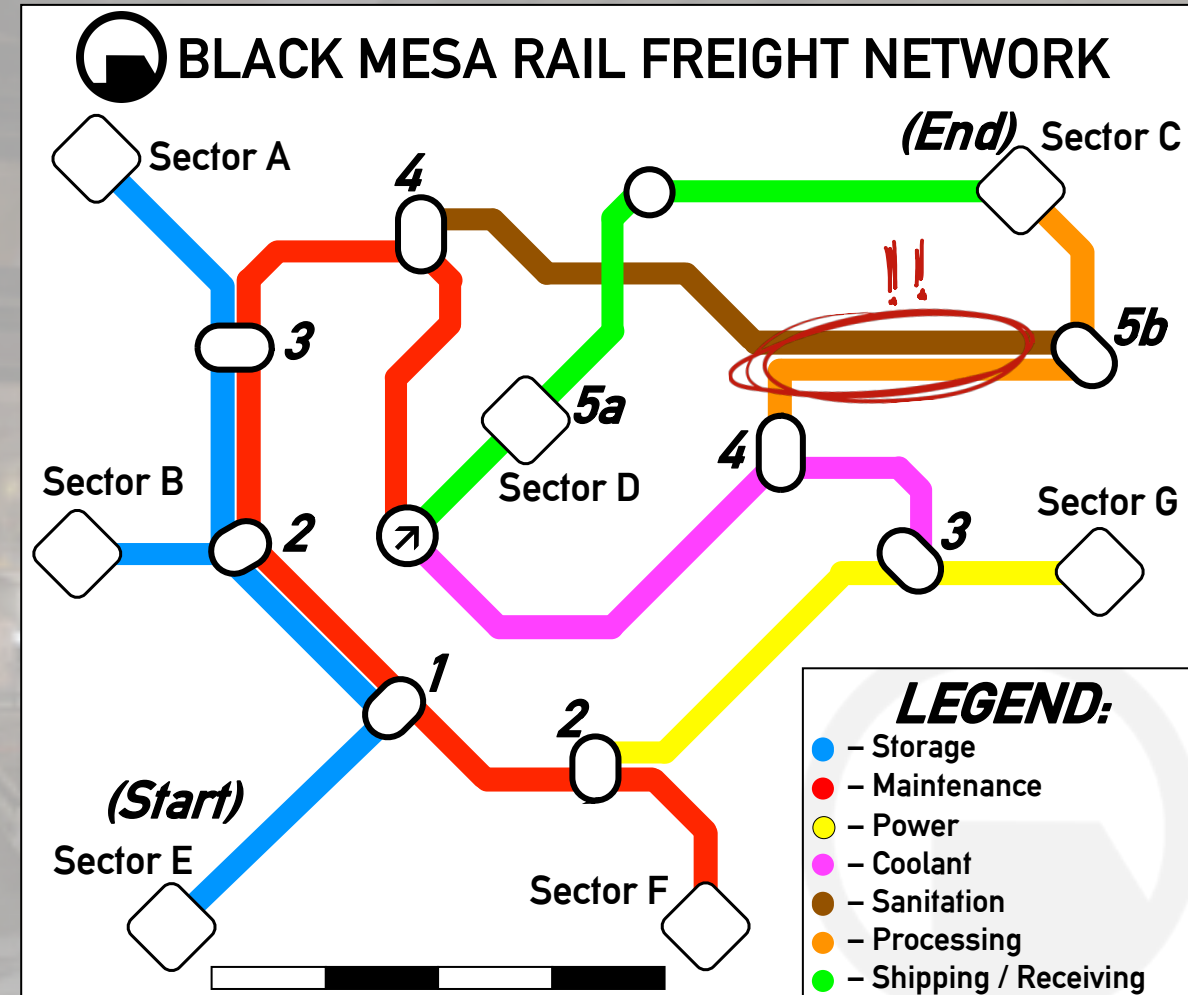 BLACK MESA RAIL FREIGHT NETWORK
(End)
Sector C
Sector A
4
!!
3
5b
5a
4
Sector B
Sector D
2
3
Sector G
1
2
LEGEND:
– Storage
(Start)
– Maintenance
– Power
Sector E
– Coolant
Sector F
– Sanitation
– Processing
– Shipping / Receiving